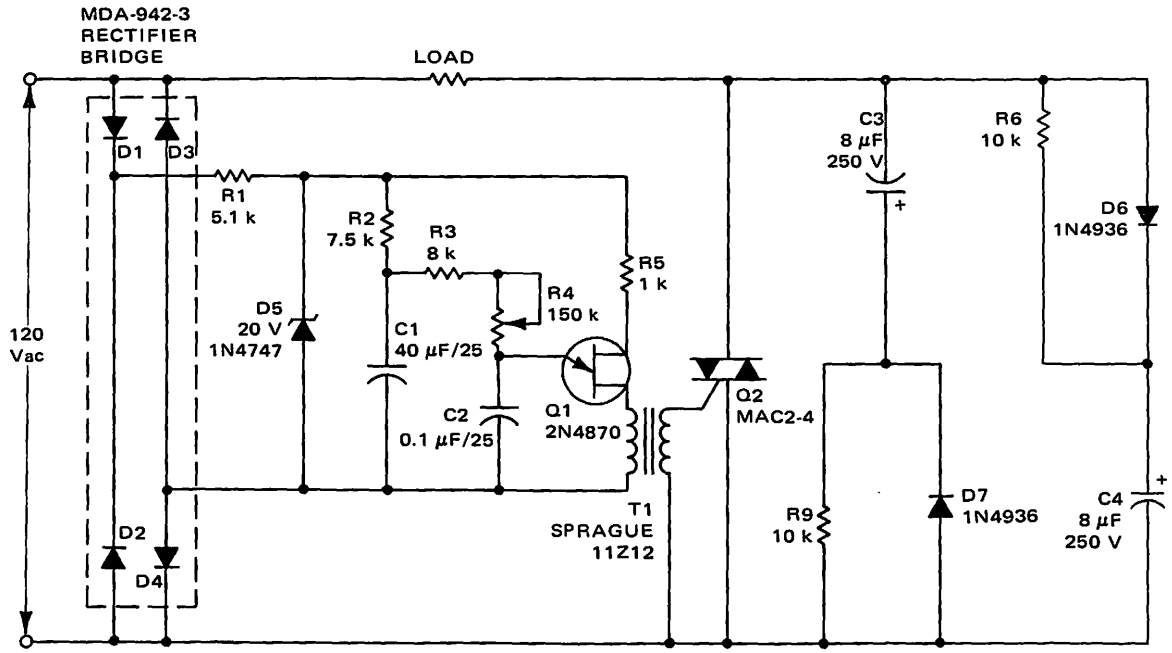 MDA-942-3
RECTIFIER
BRIDGE
LOAD
D1
D3
R1
5.1 k
R2
7.5 k
R3
8 k
R4
150 k
R5
1 k
C3
8 µF
250 V
+
R6
10 k
D6
1N4936
120
Vac
D5
20 V
1N4747
C1
40 µF/25
C2
0.1 µF/25
Q1
2N4870
Q2
MAC2-4
D2
D4
T1
SPRAGUE
11Z12
R9
10 k
D7
1N4936
C4
8 µF
250 V
+